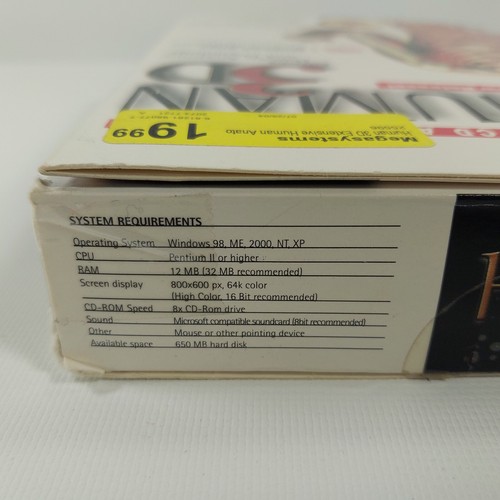 3D
HUMAN
Megasystems
Human 3D Extensive Human Anato
1999
SYSTEM REQUIREMENTS
Operating System Windows 98, ME, 2000, NT, XP
CPU Pentium II or higher
RAM 12 MB (32 MB recommended)
Screen display 800x600 px, 64k color
(High Color, 16 Bit recommended)
CD-ROM Speed 8x CD-Rom drive
Sound Microsoft compatible soundcard (8bit recommended)
Other Mouse or other pointing device
Available space 650 MB hard disk